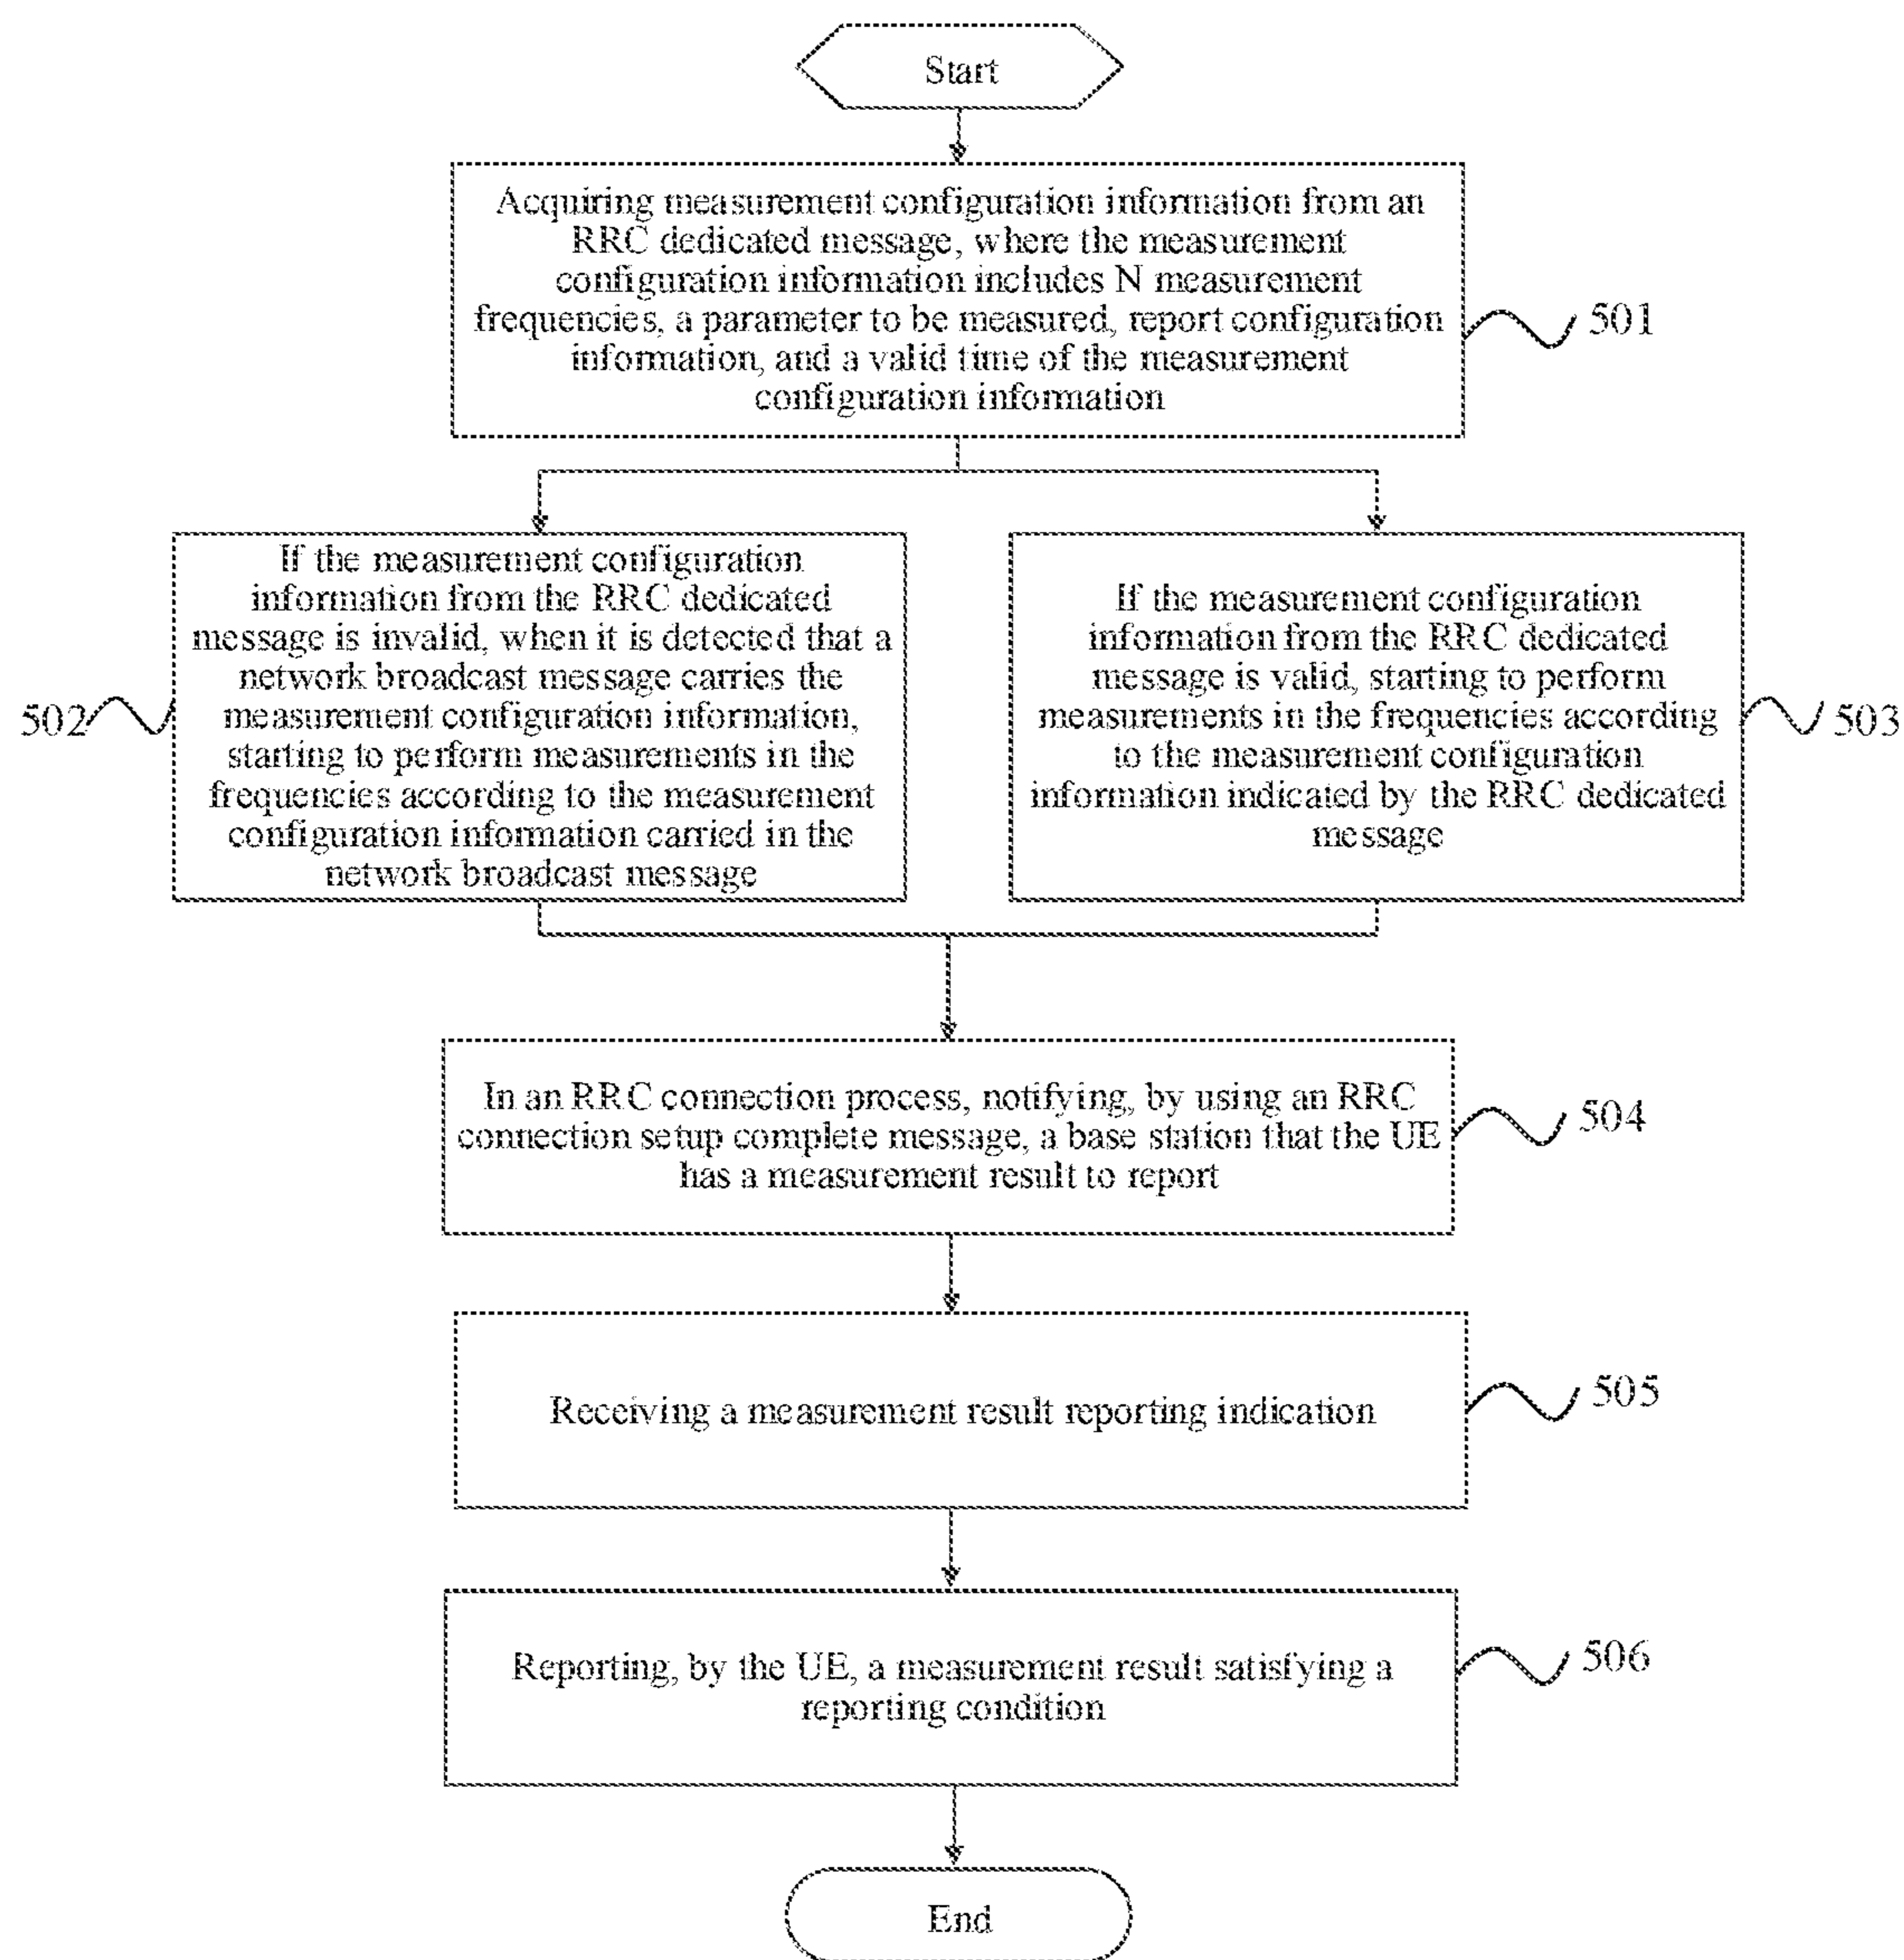 Start
Acquiring measurement configuration information from an
RRC dedicated message, where the measurement
configuration information includes N measurement
frequencies, a parameter to be measured, report configuration
information, and a valid time of the measurement
configuration information
501
If the measurement configuration
information from the RRC dedicated
message is invalid, when it is detected that a
network broadcast message carries the
measurement configuration information,
starting to perform measurements in the
frequencies according to the measurement
configuration information carried in the
network broadcast message
502
If the measurement configuration
information from the RRC dedicated
message is valid, starting to perform
measurements in the frequencies according
to the measurement configuration
information indicated by the RRC dedicated
message
503
In an RRC connection process, notifying, by using an RRC
connection setup complete message, a base station that the UE
has a measurement result to report
504
Receiving a measurement result reporting indication
505
Reporting, by the UE, a measurement result satisfying a
reporting condition
506
End